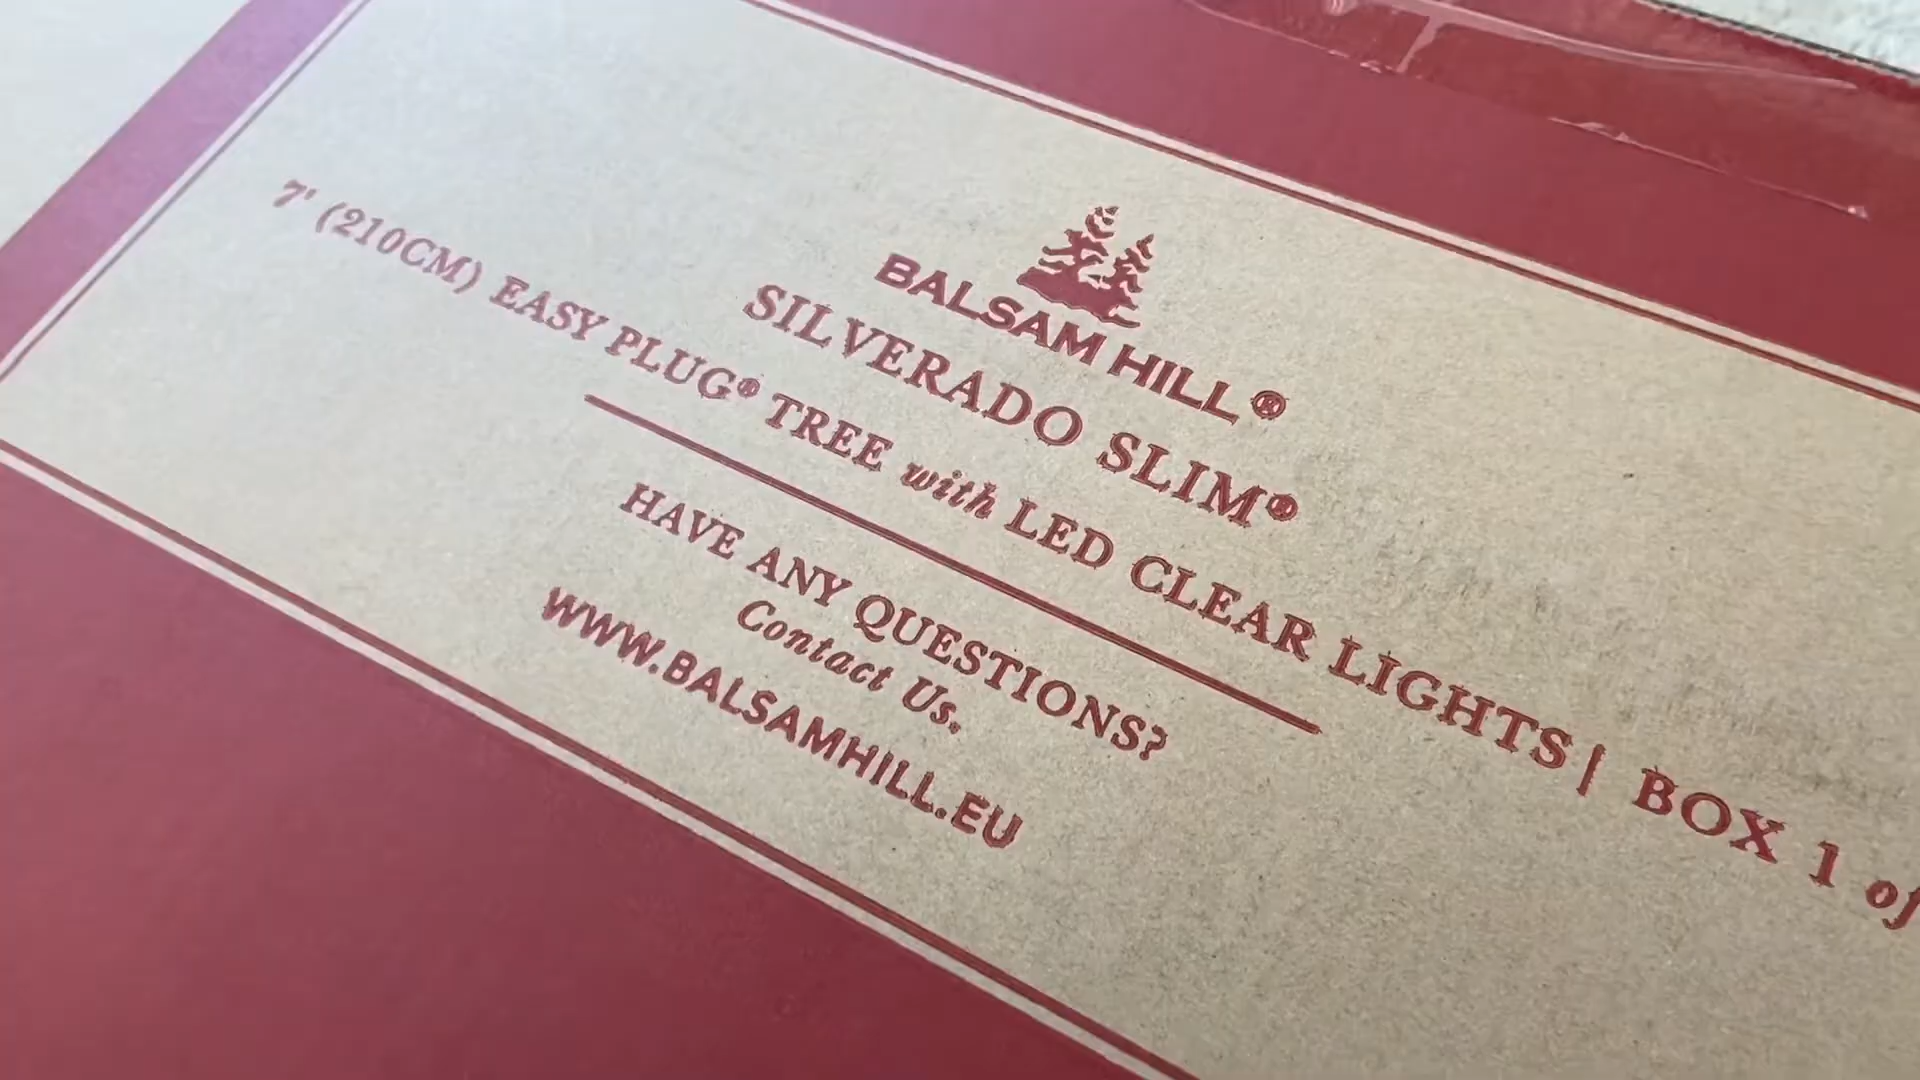 BALSAM HILL®
SILVERADO SLIM®
7' (210CM) EASY PLUG® TREE with LED CLEAR LIGHTS | BOX 1 of
HAVE ANY QUESTIONS?
Contact Us.
WWW.BALSAMHILL.EU